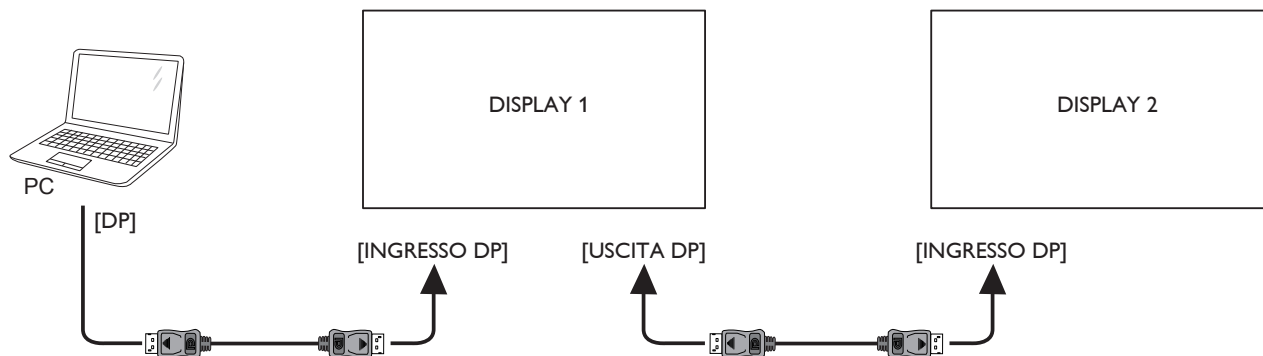 DISPLAY 1
DISPLAY 2
PC
[DP]
[INGRESSO DP]
[USCITA DP]
[INGRESSO DP]